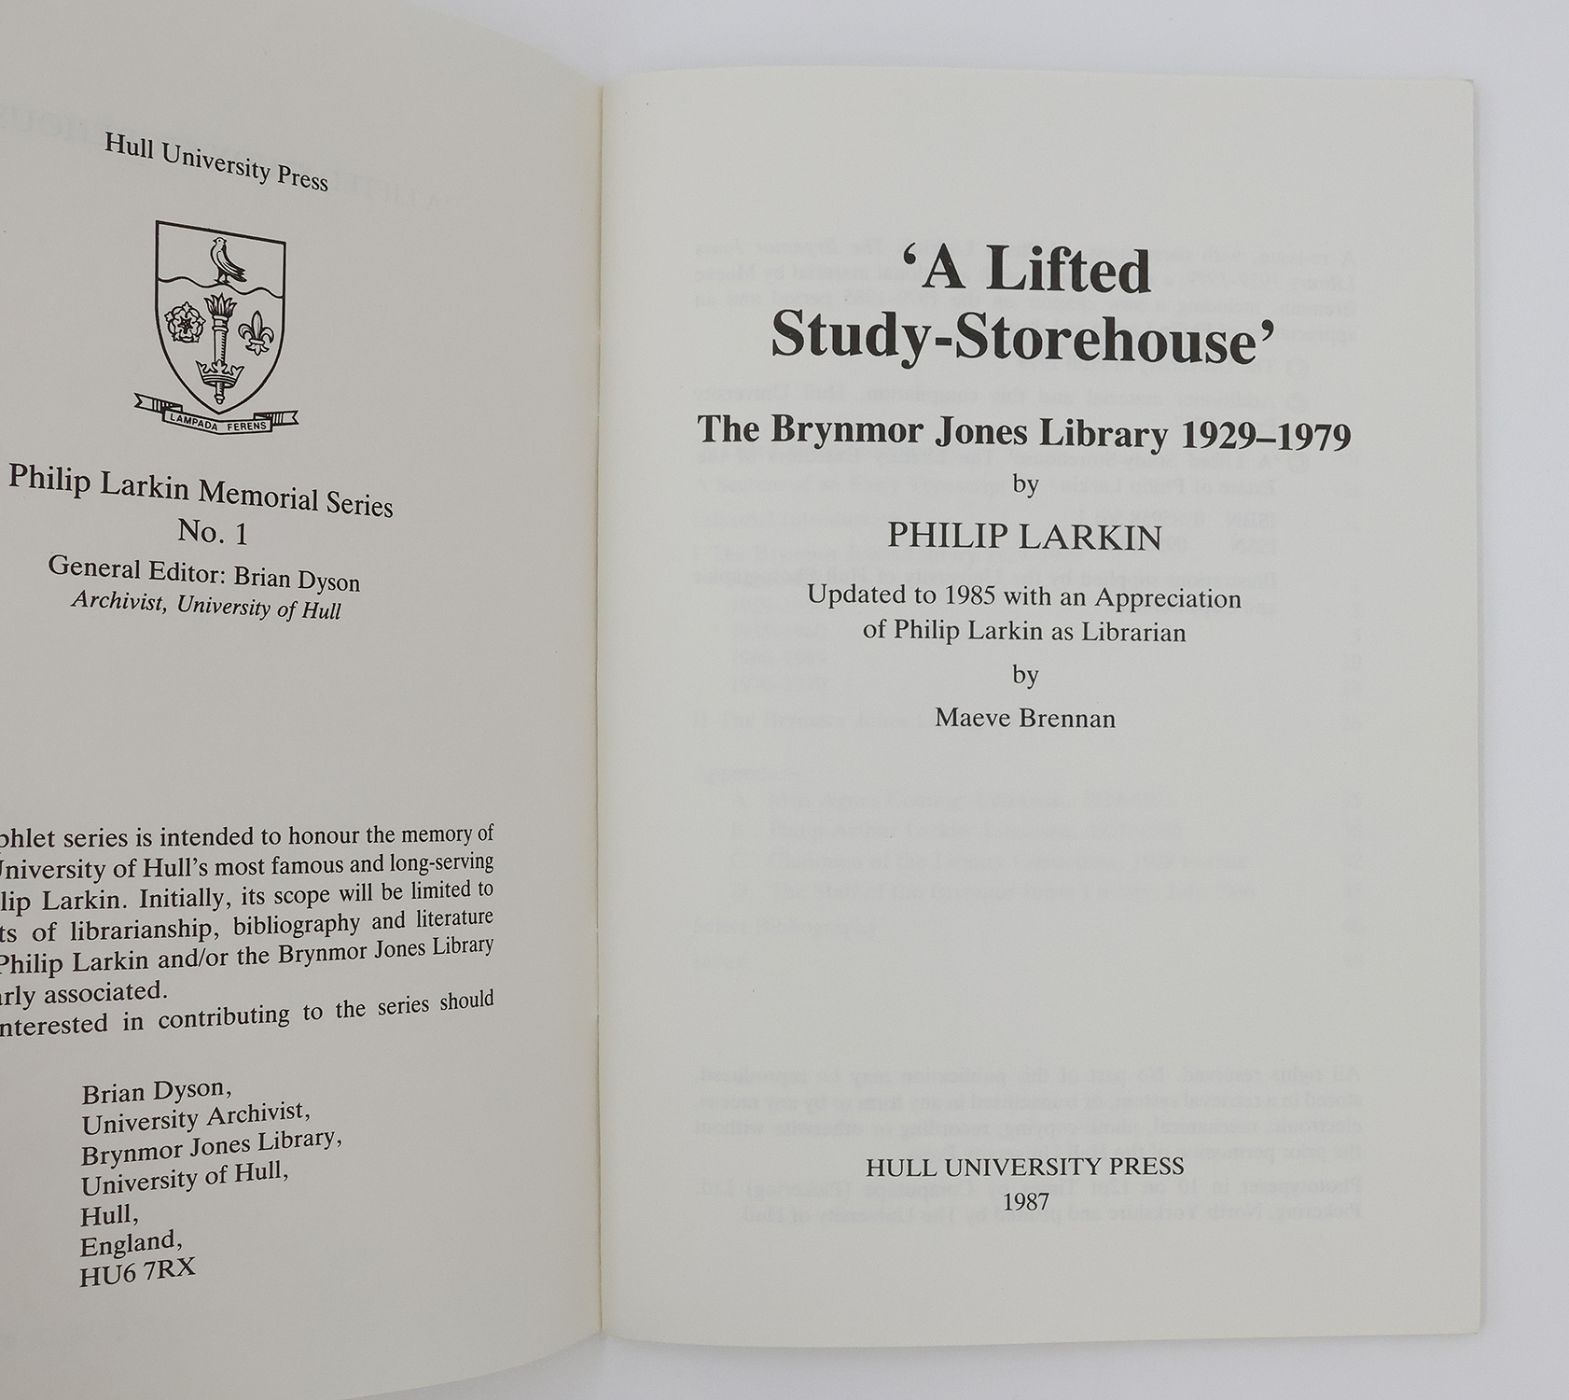 Hull University Press
LAMPADA FERENS
Philip Larkin Memorial Series
No. 1
General Editor: Brian Dyson
Archivist, University of Hull
series is intended to honour the memory of
University of Hull's most famous and long-serving
Larkin. Initially, its scope will be limited to
of librarianship, bibliography and literature
Philip Larkin and/or the Brynmor Jones Library
associated.
interested in contributing to the series should
Brian Dyson,
University Archivist,
Brynmor Jones Library,
University of Hull,
Hull,
England,
HU6 7RX
‘A Lifted
Study-Storehouse’
The Brynmor Jones Library 1929–1979
by
PHILIP LARKIN
Updated to 1985 with an Appreciation
of Philip Larkin as Librarian
by
Maeve Brennan
HULL UNIVERSITY PRESS
1987